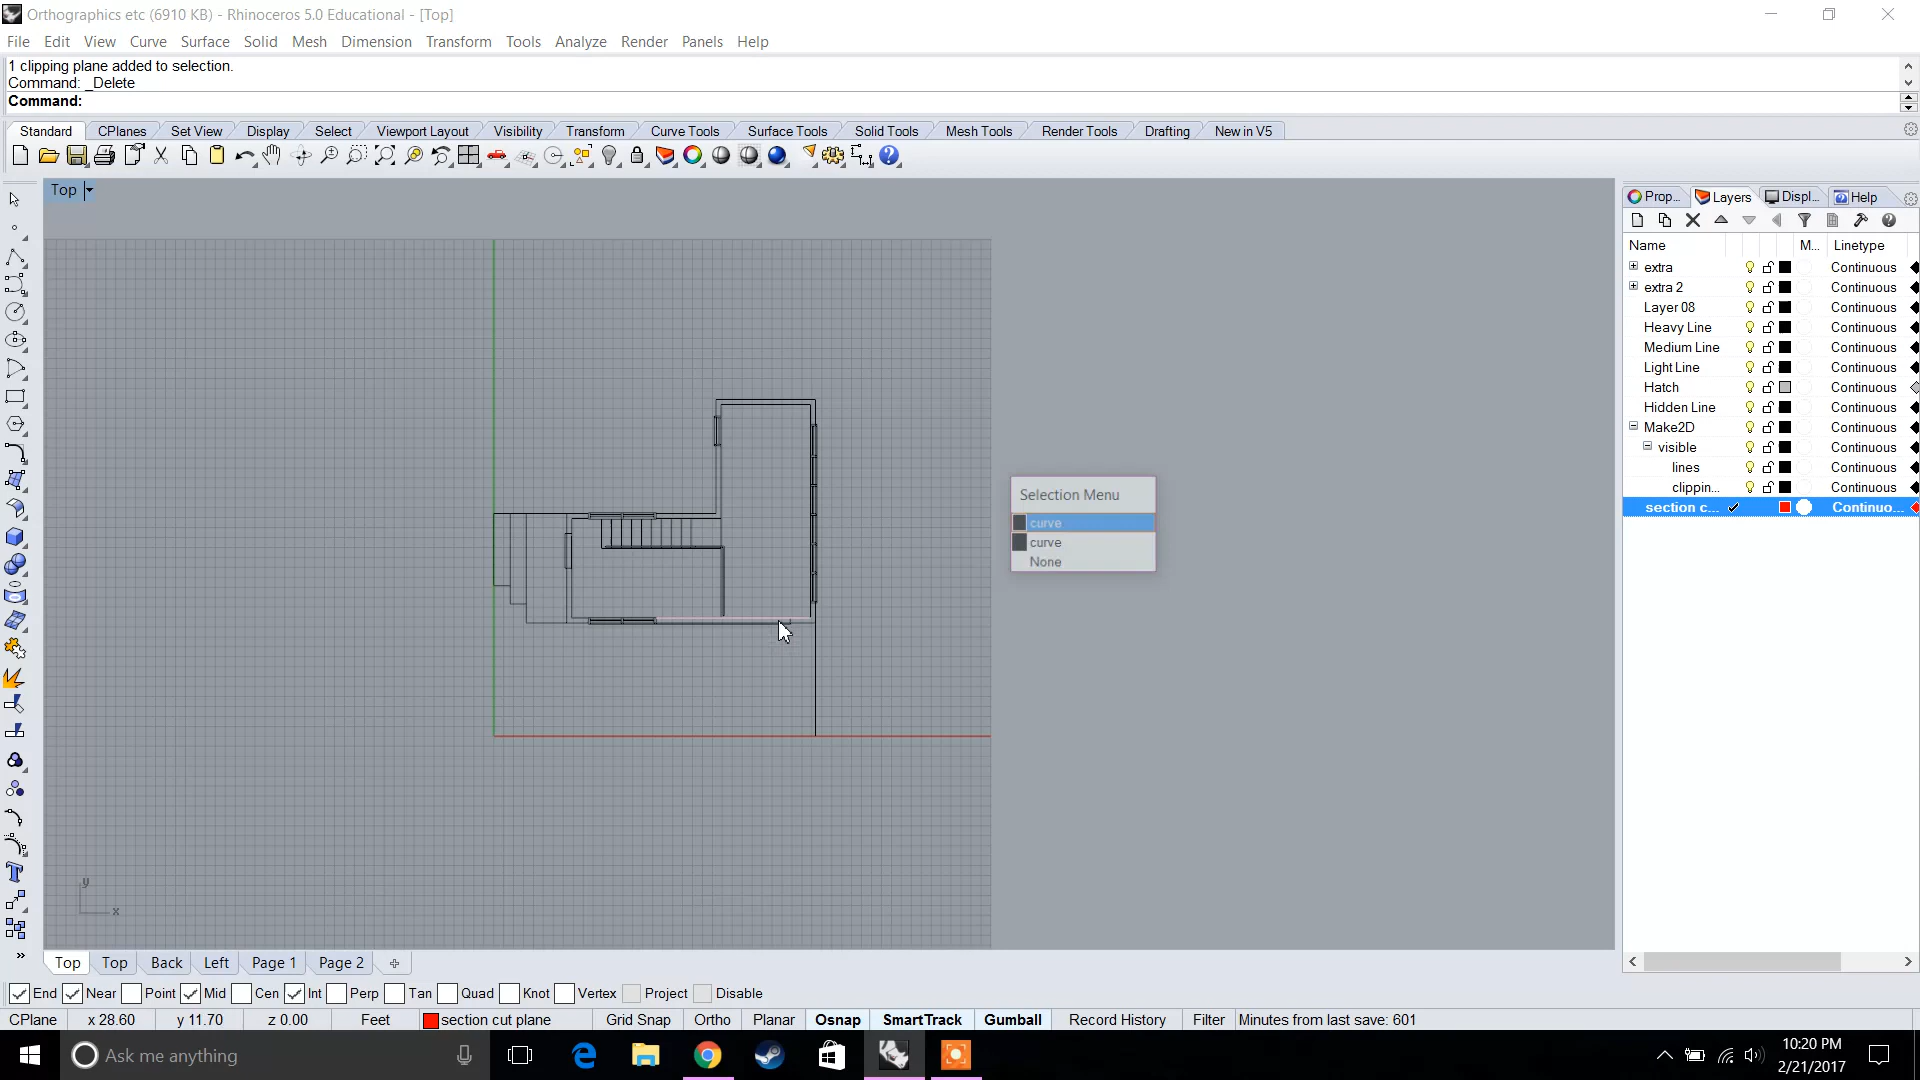 Orthographics etc (6910 KB) - Rhinoceros 5.0 Educational - [Top]
File Edit View Curve Surface Solid Mesh Dimension Transform Tools Analyze Render Panels Help
1 clipping plane added to selection.
Command: _Delete
Command:
Standard CPlanes Set View Display Select Viewport Layout Visibility Transform Curve Tools Surface Tools Solid Tools Mesh Tools Render Tools Drafting New in V5
Top
Prop... Layers Displ... Help
Name M... Linetype
extra Continuous
extra 2 Continuous
Layer 08 Continuous
Heavy Line Continuous
Medium Line Continuous
Light Line Continuous
Hatch Continuous
Hidden Line Continuous
Make2D Continuous
visible Continuous
lines Continuous
clippin... Continuous
section c... Continuo...
Selection Menu
curve
curve
None
y
x
Top Top Back Left Page 1 Page 2
End Near Point Mid Cen Int Perp Tan Quad Knot Vertex Project Disable
CPlane x 28.60 y 11.70 z 0.00 Feet section cut plane Grid Snap Ortho Planar Osnap SmartTrack Gumball Record History Filter Minutes from last save: 601
Ask me anything
10:20 PM
2/21/2017